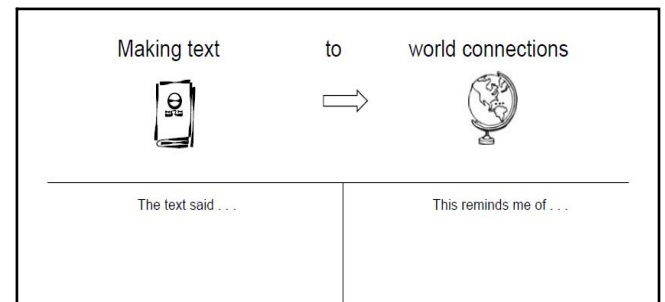 Making text to world connections
The text said . . . This reminds me of . . .